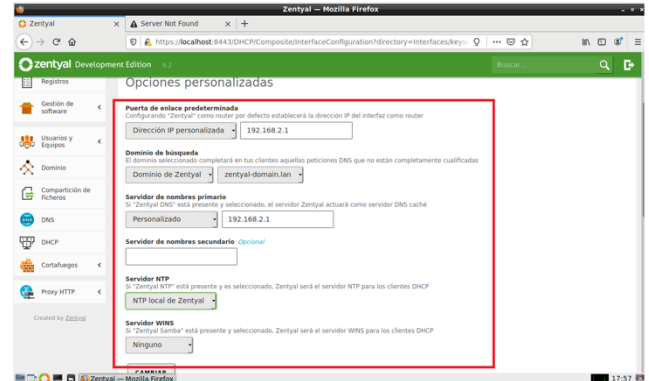 Zentyal — Mozilla Firefox
Zentyal
Server Not Found
https://localhost:8443/DHCP/Composite/InterfaceConfiguration?directory=Interfaces/keys
zentyal Development Edition 6.2
Buscar...
Registros
Gestión de software
Usuarios y Equipos
Dominio
Compartición de Ficheros
DNS
DHCP
Cortafuegos
Proxy HTTP
Created by Zentyal
Opciones personalizadas
Puerta de enlace predeterminada
Configurando "Zentyal" como router por defecto establecerá la dirección IP del interfaz como router
Dirección IP personalizada 192.168.2.1
Dominio de búsqueda
El dominio seleccionado completará en tus clientes aquellas peticiones DNS que no están completamente cualificadas
Dominio de Zentyal zentyal-domain.lan
Servidor de nombres primario
Si "Zentyal DNS" está presente y seleccionado, el servidor Zentyal actuará como servidor DNS caché
Personalizado 192.168.2.1
Servidor de nombres secundario Opcional
Servidor NTP
Si "Zentyal NTP" está presente y es seleccionado, Zentyal será el servidor NTP para los clientes DHCP
NTP local de Zentyal
Servidor WINS
Si "Zentyal Samba" está presente y seleccionado, Zentyal será el servidor WINS para los clientes DHCP
Ninguno
CAMBIAR
Zentyal — Mozilla Firefox
17:57